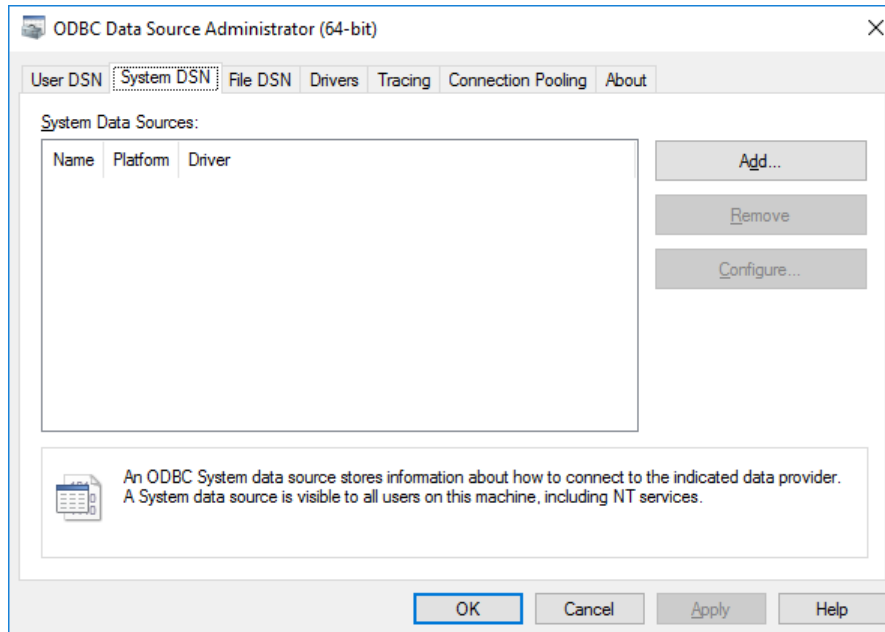 ODBC Data Source Administrator (64-bit)
User DSN System DSN File DSN Drivers Tracing Connection Pooling About
System Data Sources:
Name Platform Driver
Add...
Remove
Configure...
An ODBC System data source stores information about how to connect to the indicated data provider.
A System data source is visible to all users on this machine, including NT services.
OK Cancel Apply Help